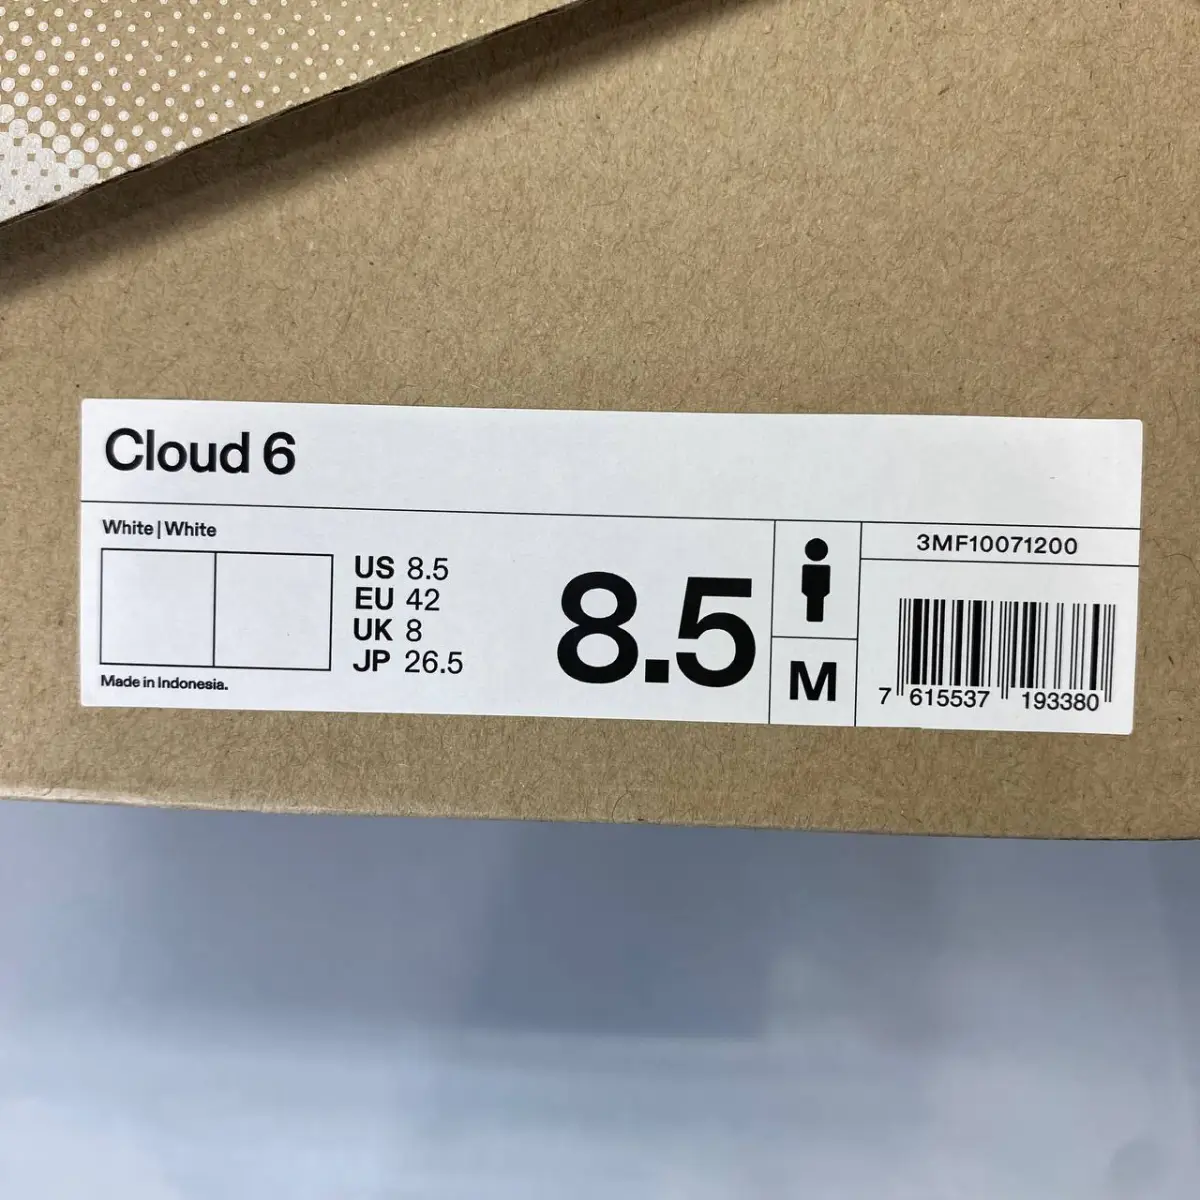 Cloud 6
White | White
US 8.5
EU 42
UK 8
JP 26.5
Made in Indonesia.
8.5
M
3MF10071200
7 615537 193380